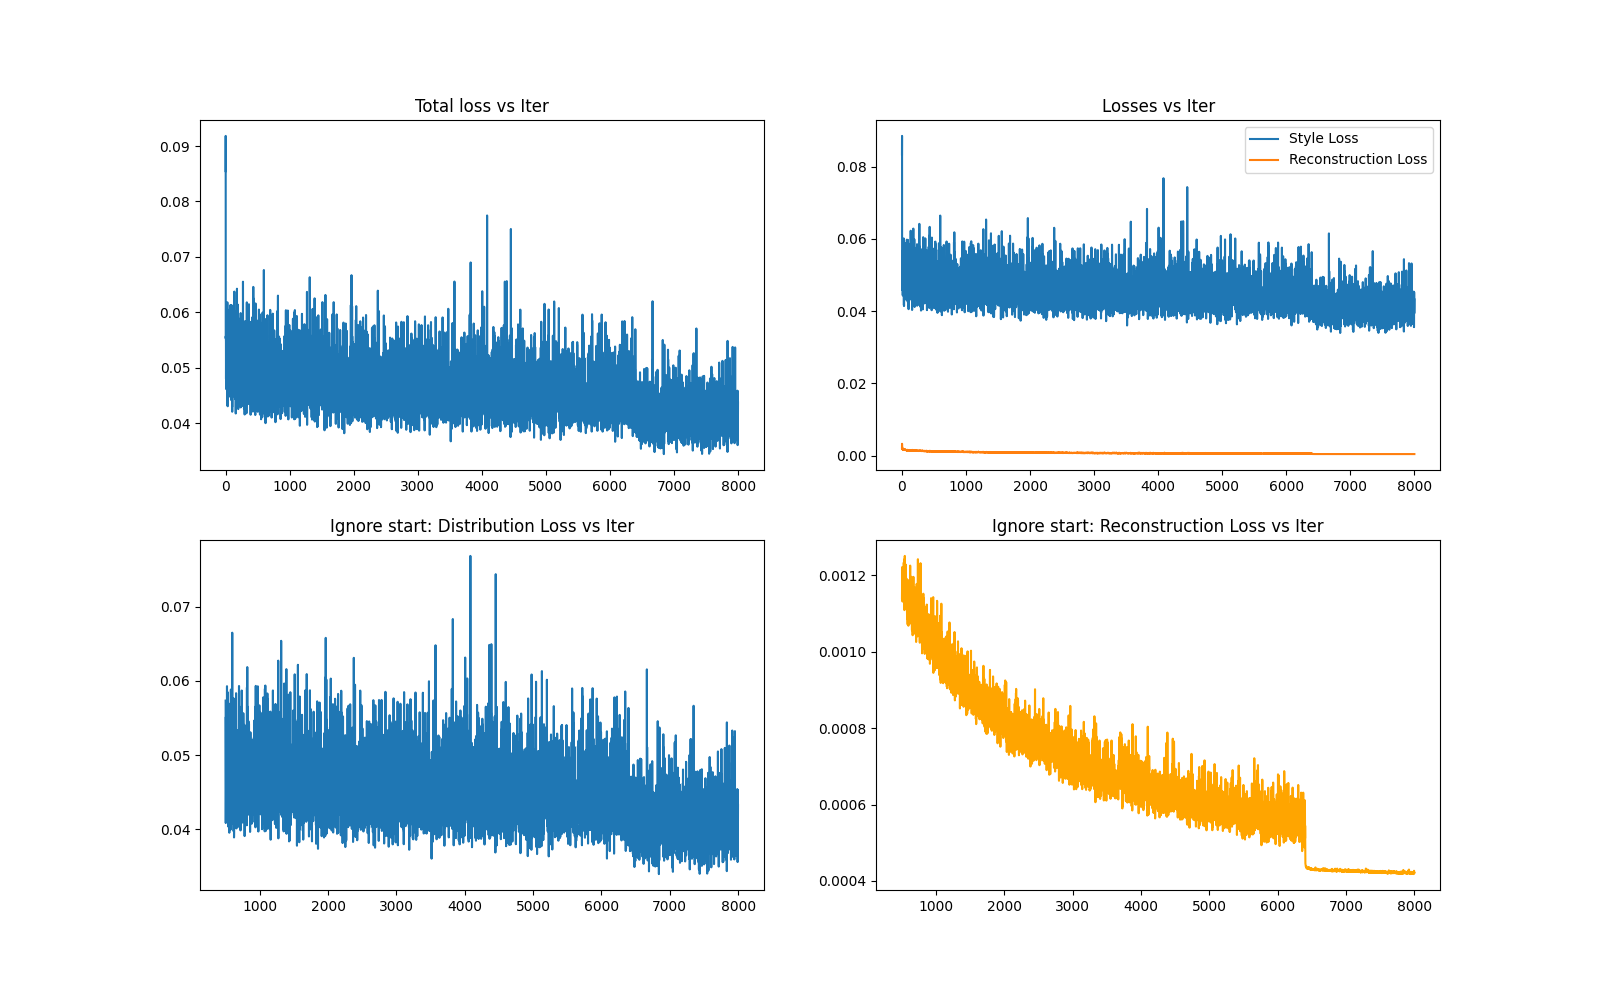 Total loss vs Iter
0.09
0.08
0.07
0.06
0.05
0.04
0 1000 2000 3000 4000 5000 6000 7000 8000
Losses vs Iter
Style Loss
Reconstruction Loss
0.08
0.06
0.04
0.02
0.00
0 1000 2000 3000 4000 5000 6000 7000 8000
Ignore start: Distribution Loss vs Iter
0.07
0.06
0.05
0.04
1000 2000 3000 4000 5000 6000 7000 8000
Ignore start: Reconstruction Loss vs Iter
0.0012
0.0010
0.0008
0.0006
0.0004
1000 2000 3000 4000 5000 6000 7000 8000